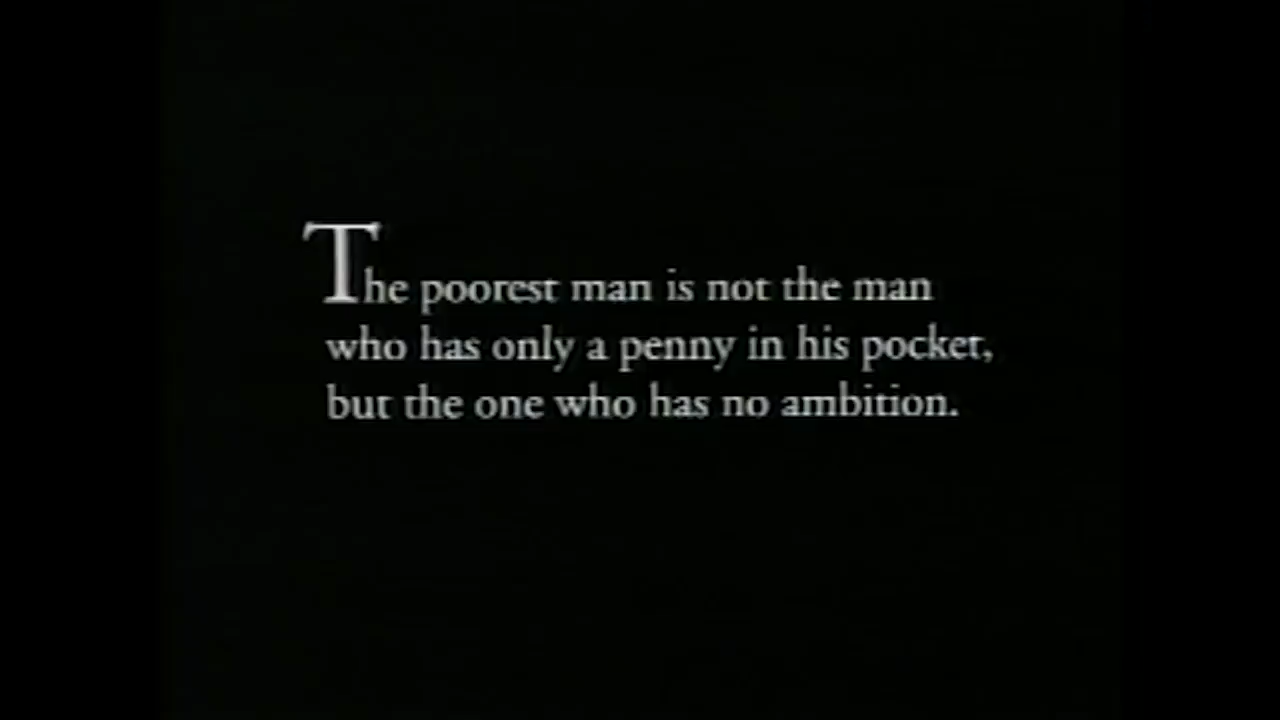 The poorest man is not the man
who has only a penny in his pocket,
but the one who has no ambition.